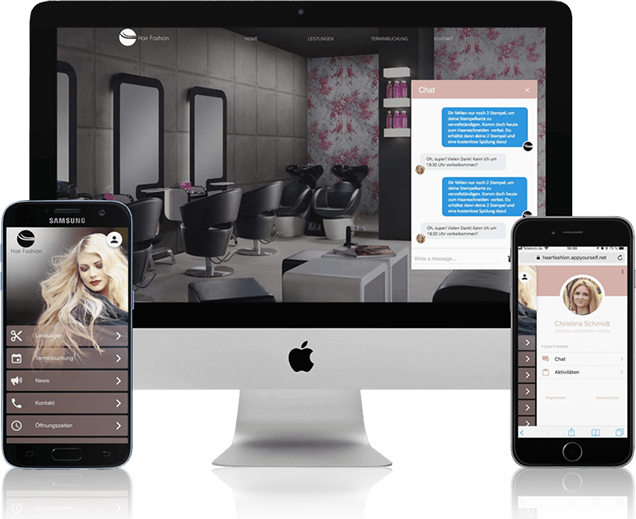 Hair Fashion
HOME
LEISTUNGEN
TERMINBUCHUNG
KONTAKT
Chat
Dir fehlen nur noch 2 Stempel, um
deine Stempelkarte zu
vervollständigen. Komm doch heute
zum Haareschneiden vorbei. Du
erhältst dann deine 2 Stempel und
eine kostenlose Spülung dazu!
Oh, super! Vielen Dank! Kann ich um
18:30 Uhr vorbeikommen?
Dir fehlen nur noch 2 Stempel, um
deine Stempelkarte zu
vervollständigen. Komm doch heute
zum Haareschneiden vorbei. Du
erhältst dann deine 2 Stempel und
eine kostenlose Spülung dazu!
Oh, super! Vielen Dank! Kann ich um
18:30 Uhr vorbeikommen?
Write a message...
SAMSUNG
Hair Fashion
Leistungen
Terminbuchung
News
Kontakt
Öffnungszeiten
Telekom.de
haarfashion.appyourself.net
Christina Schmidt
FUNKTIONEN
Chat
Aktivitäten
Impressum
Datenschutz